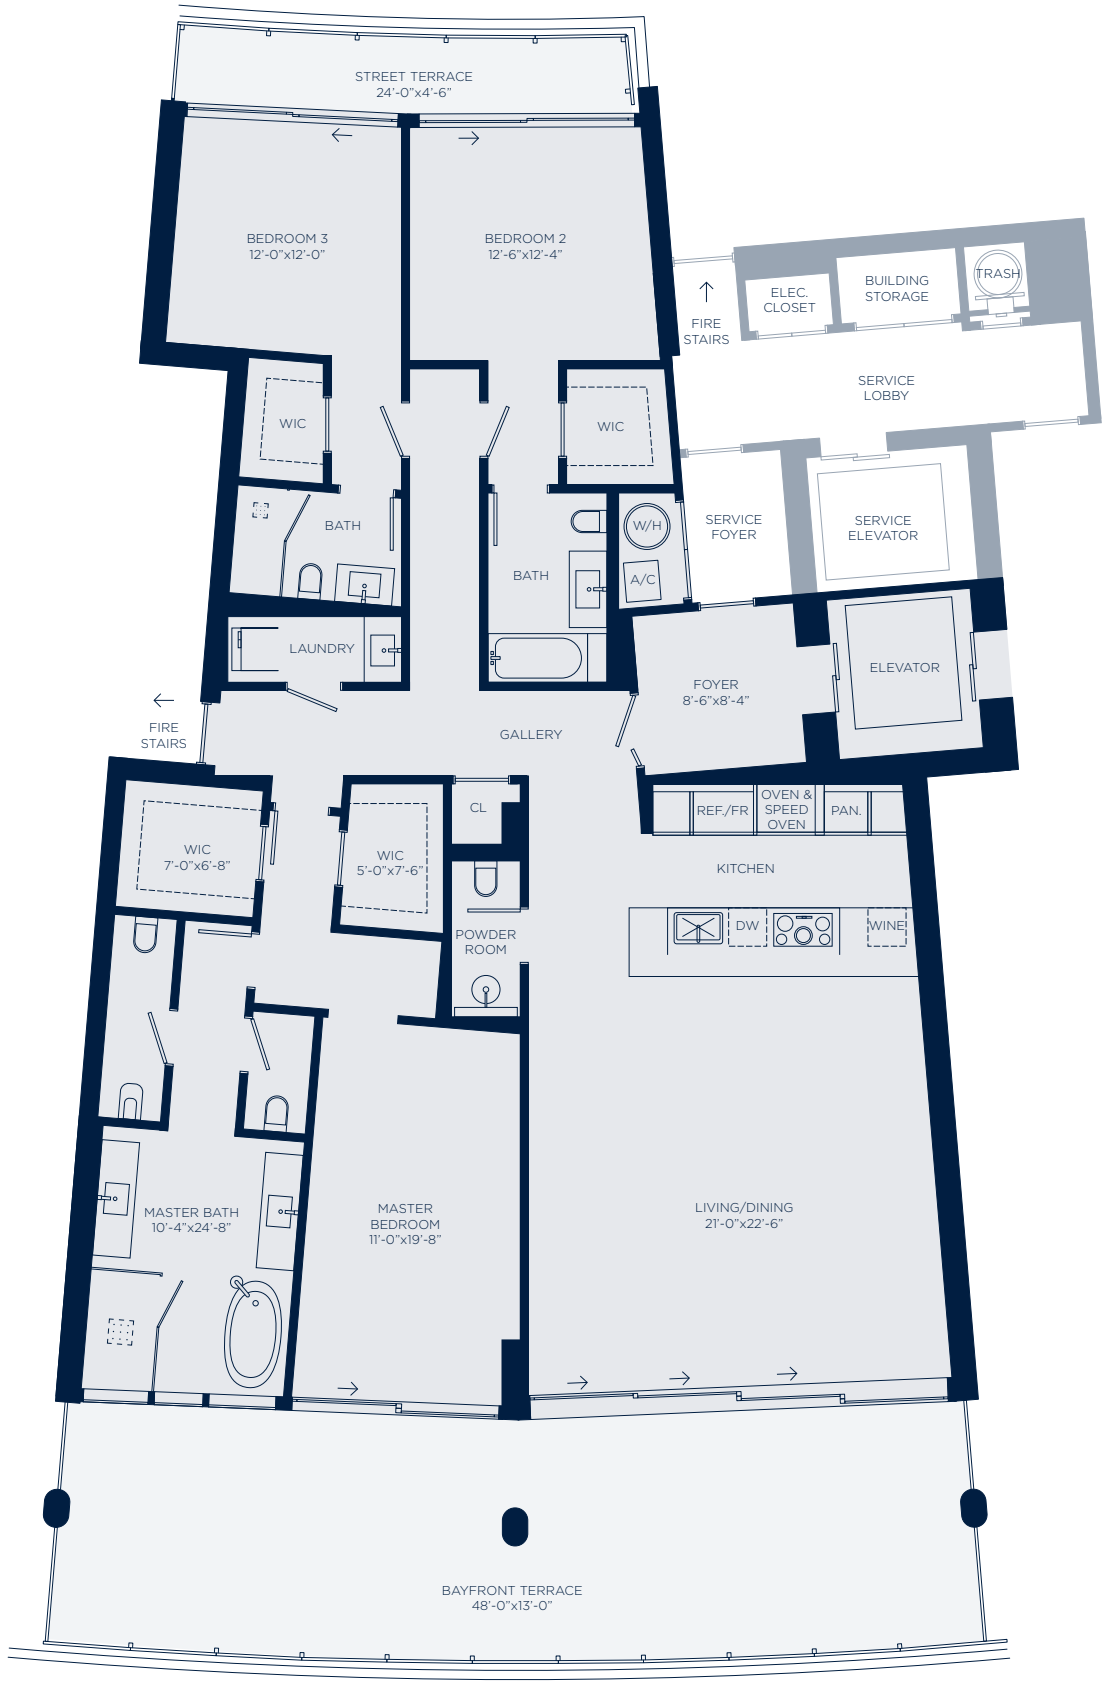 STREET TERRACE
24'-0"x4'-6"
BEDROOM 3
12'-0"x12'-0"
BEDROOM 2
12'-6"x12'-4"
TRASH
BUILDING
STORAGE
ELEC.
CLOSET
FIRE
STAIRS
SERVICE
LOBBY
WIC
WIC
BATH
W/H
SERVICE
FOYER
SERVICE
ELEVATOR
BATH
A/C
LAUNDRY
ELEVATOR
FOYER
8'-6"x8'-4"
FIRE
STAIRS
GALLERY
CL
REF./FR
OVEN &
SPEED
OVEN
PAN.
WIC
7'-0"x6'-8"
WIC
5'-0"x7'-6"
KITCHEN
POWDER
ROOM
DW
WINE
MASTER BATH
10'-4"x24'-8"
MASTER
BEDROOM
11'-0"x19'-8"
LIVING/DINING
21'-0"x22'-6"
BAYFRONT TERRACE
48'-0"x13'-0"